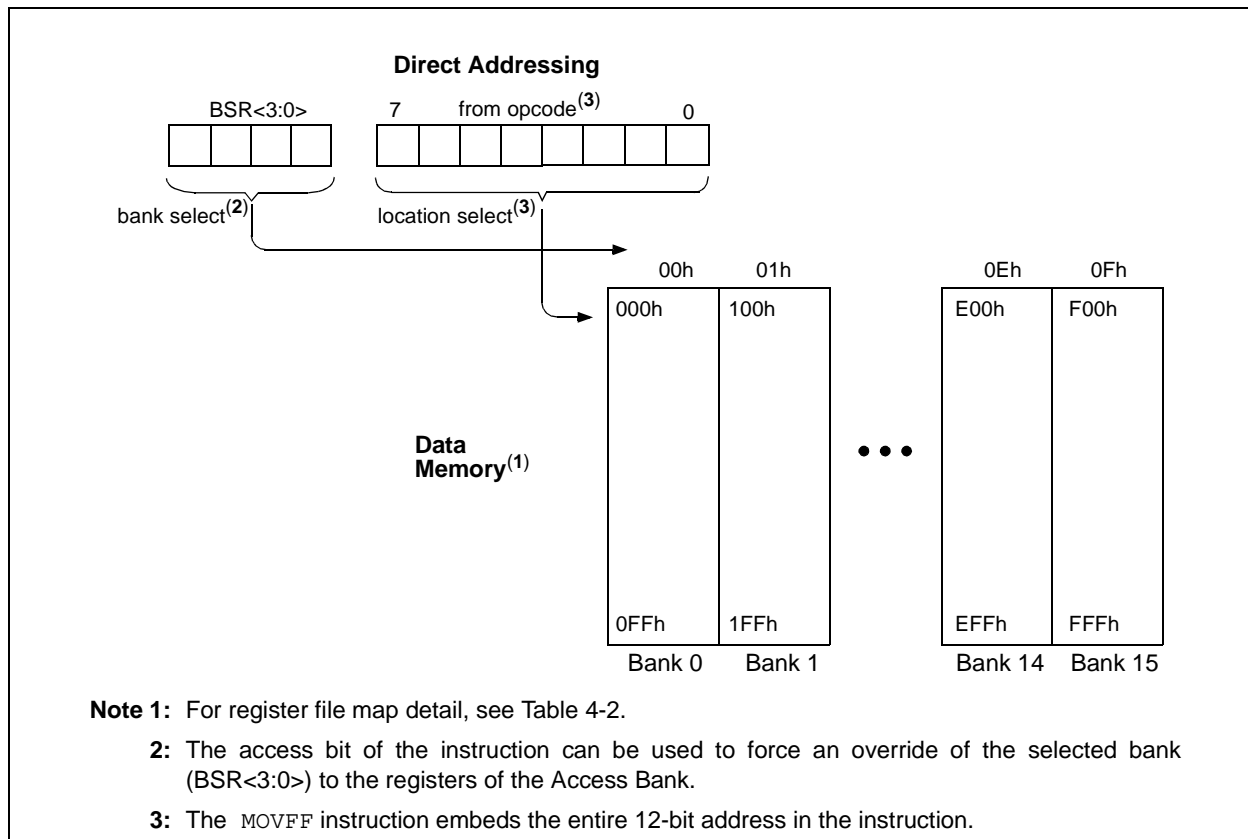 Direct Addressing
BSR<3:0> 7 from opcode(3) 0
bank select(2) location select(3)
00h 01h 0Eh 0Fh
000h 100h E00h F00h
Data
Memory(1)
0FFh 1FFh EFFh FFFh
Bank 0 Bank 1 Bank 14 Bank 15
Note 1: For register file map detail, see Table 4-2.
2: The access bit of the instruction can be used to force an override of the selected bank
(BSR<3:0>) to the registers of the Access Bank.
3: The MOVFF instruction embeds the entire 12-bit address in the instruction.